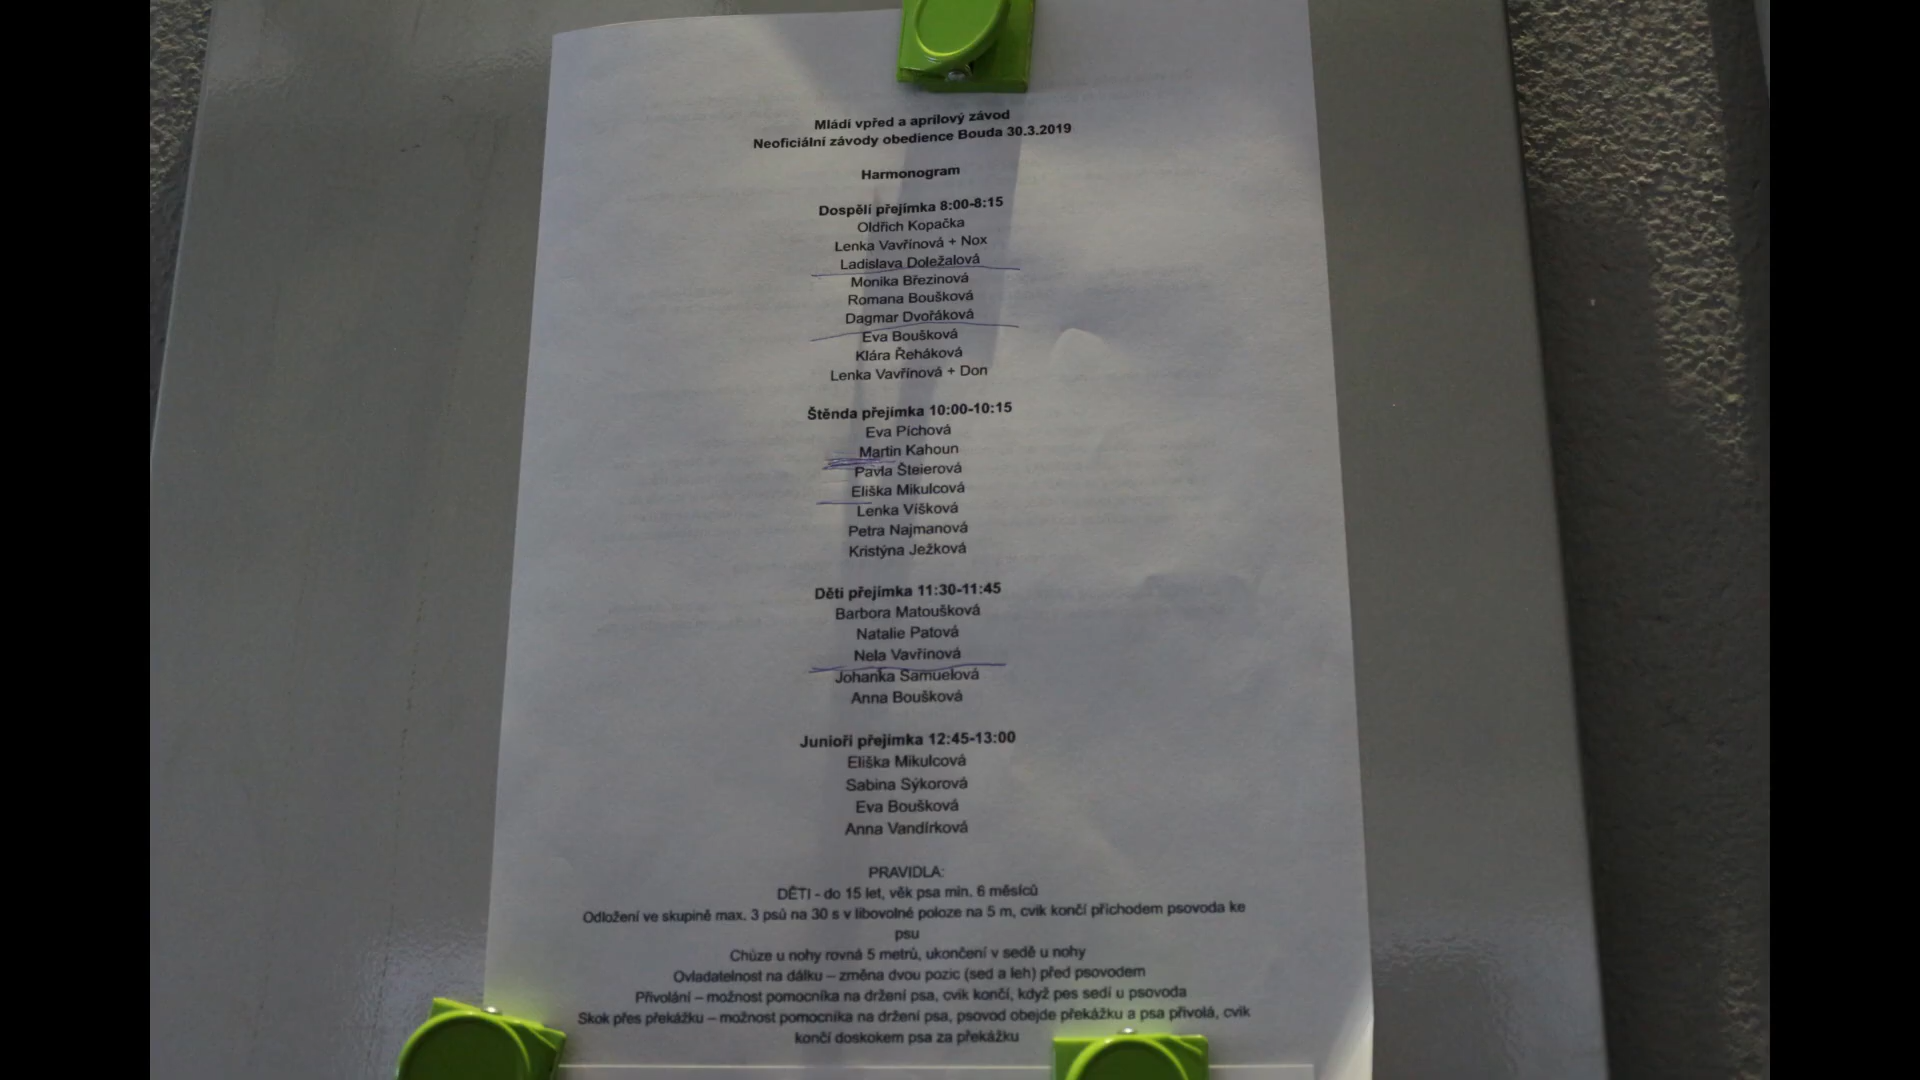 Mládí vpřed a aprílový závod
Neoficiální závody obedience Bouda 30.3.2019
Harmonogram
Dospělí přejímka 8:00-8:15
Oldřich Kopačka
Lenka Vavřínová + Nox
Ladislava Doležalová
Monika Březinová
Romana Boušková
Dagmar Dvořáková
Eva Boušková
Klára Řeháková
Lenka Vavřínová + Don
Štěnda přejímka 10:00-10:15
Eva Píchová
Martin Kahoun
Pavla Šteierová
Eliška Mikulcová
Lenka Víšková
Petra Najmanová
Kristýna Ježková
Děti přejímka 11:30-11:45
Barbora Matoušková
Natalie Patová
Nela Vavřínová
Johanka Samuelová
Anna Boušková
Junioři přejímka 12:45-13:00
Eliška Mikulcová
Sabina Sýkorová
Eva Boušková
Anna Vandírková
PRAVIDLA:
DĚTI - do 15 let, věk psa min. 6 měsíců
Odložení ve skupině max. 3 psů na 30 s v libovolné poloze na 5 m, cvik končí příchodem psovoda ke
psu
Chůze u nohy rovná 5 metrů, ukončení v sedě u nohy
Ovladatelnost na dálku – změna dvou pozic (sed a leh) před psovodem
Přivolání – možnost pomocníka na držení psa, cvik končí, když pes sedí u psovoda
Skok přes překážku – možnost pomocníka na držení psa, psovod obejde překážku a psa přivolá, cvik
končí doskokem psa za překážku